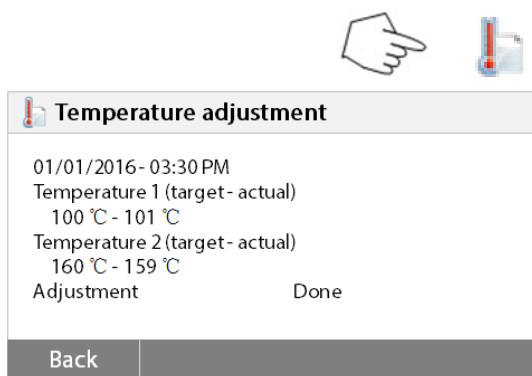 Temperature adjustment
01/01/2016 - 03:30 PM
Temperature 1 (target - actual)
100 ℃ - 101 ℃
Temperature 2 (target - actual)
160 ℃ - 159 ℃
Adjustment Done
Back